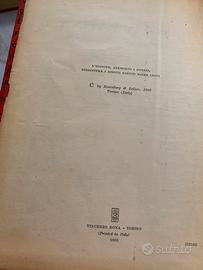 L'EDITORE, ADEMPIUTI I DOVERI,
ESERCITERÀ I DIRITTI SANCITI DALLE LEGGI
© by Rosenberg & Sellier,
Torino (Italy)
VINCENZO BONA - TORINO
(Printed in Italy)
subito